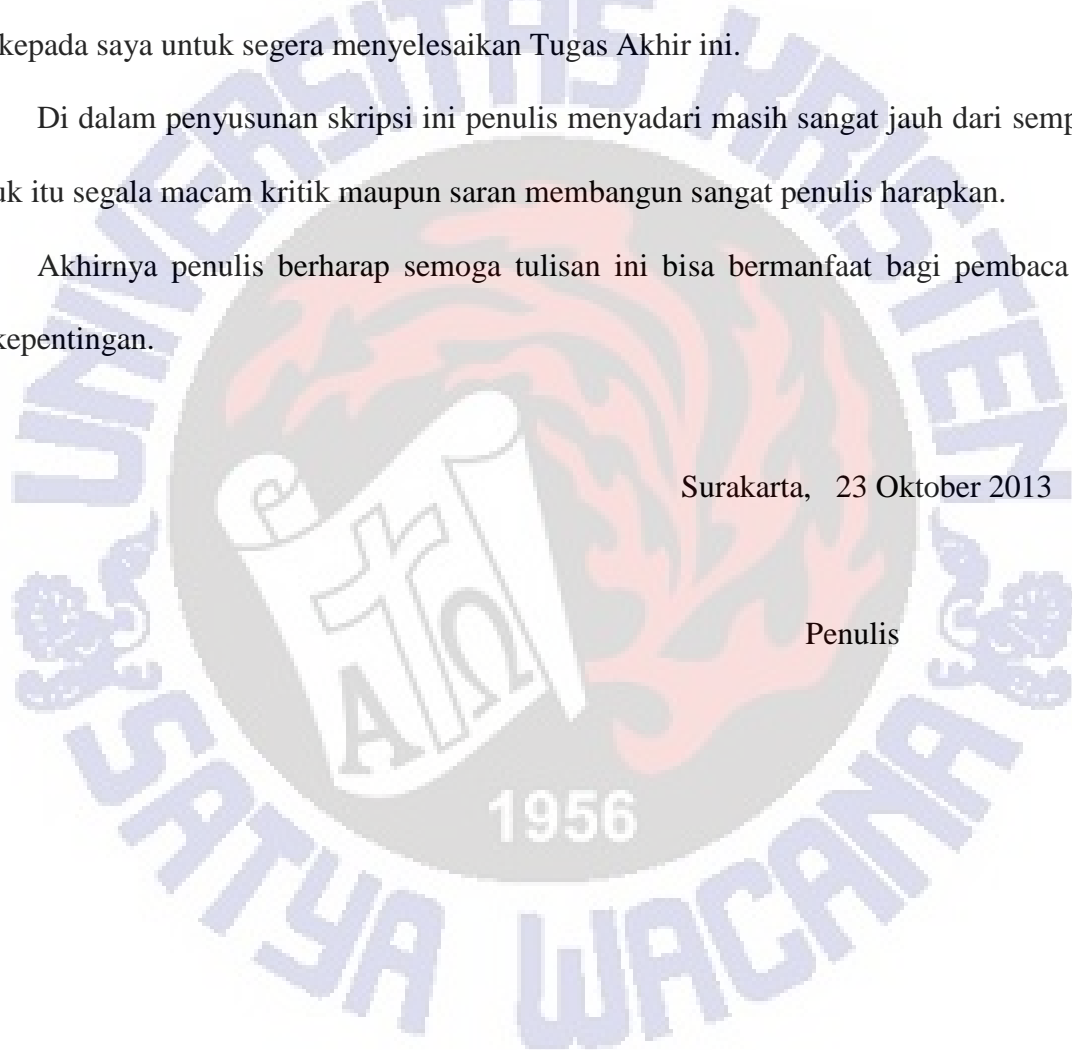 kepada saya untuk segera menyelesaikan Tugas Akhir ini.
Di dalam penyusunan skripsi ini penulis menyadari masih sangat jauh dari
itu segala macam kritik maupun saran membangun sangat penulis harapkan.
Akhirnya penulis berharap semoga tulisan ini bisa bermanfaat bagi pembaca
kepentingan.
Surakarta, 23 Oktober 2013
Penulis
UNIVERSITAS KRISTEN
SATYA WACANA
Α Ω
1956